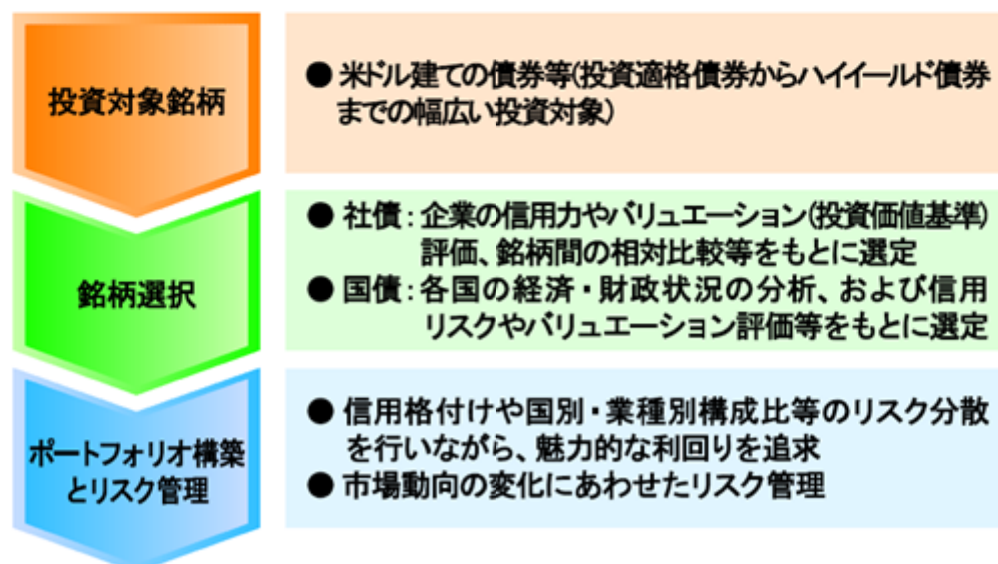 投資対象銘柄
● 米ドル建ての債券等(投資適格債券からハイイールド債券
までの幅広い投資対象)
銘柄選択
● 社債：企業の信用力やバリュエーション(投資価値基準)
評価、銘柄間の相対比較等をもとに選定
● 国債：各国の経済・財政状況の分析、および信用
リスクやバリュエーション評価等をもとに選定
ポートフォリオ構築
とリスク管理
● 信用格付けや国別・業種別構成比等のリスク分散
を行いながら、魅力的な利回りを追求
● 市場動向の変化にあわせたリスク管理